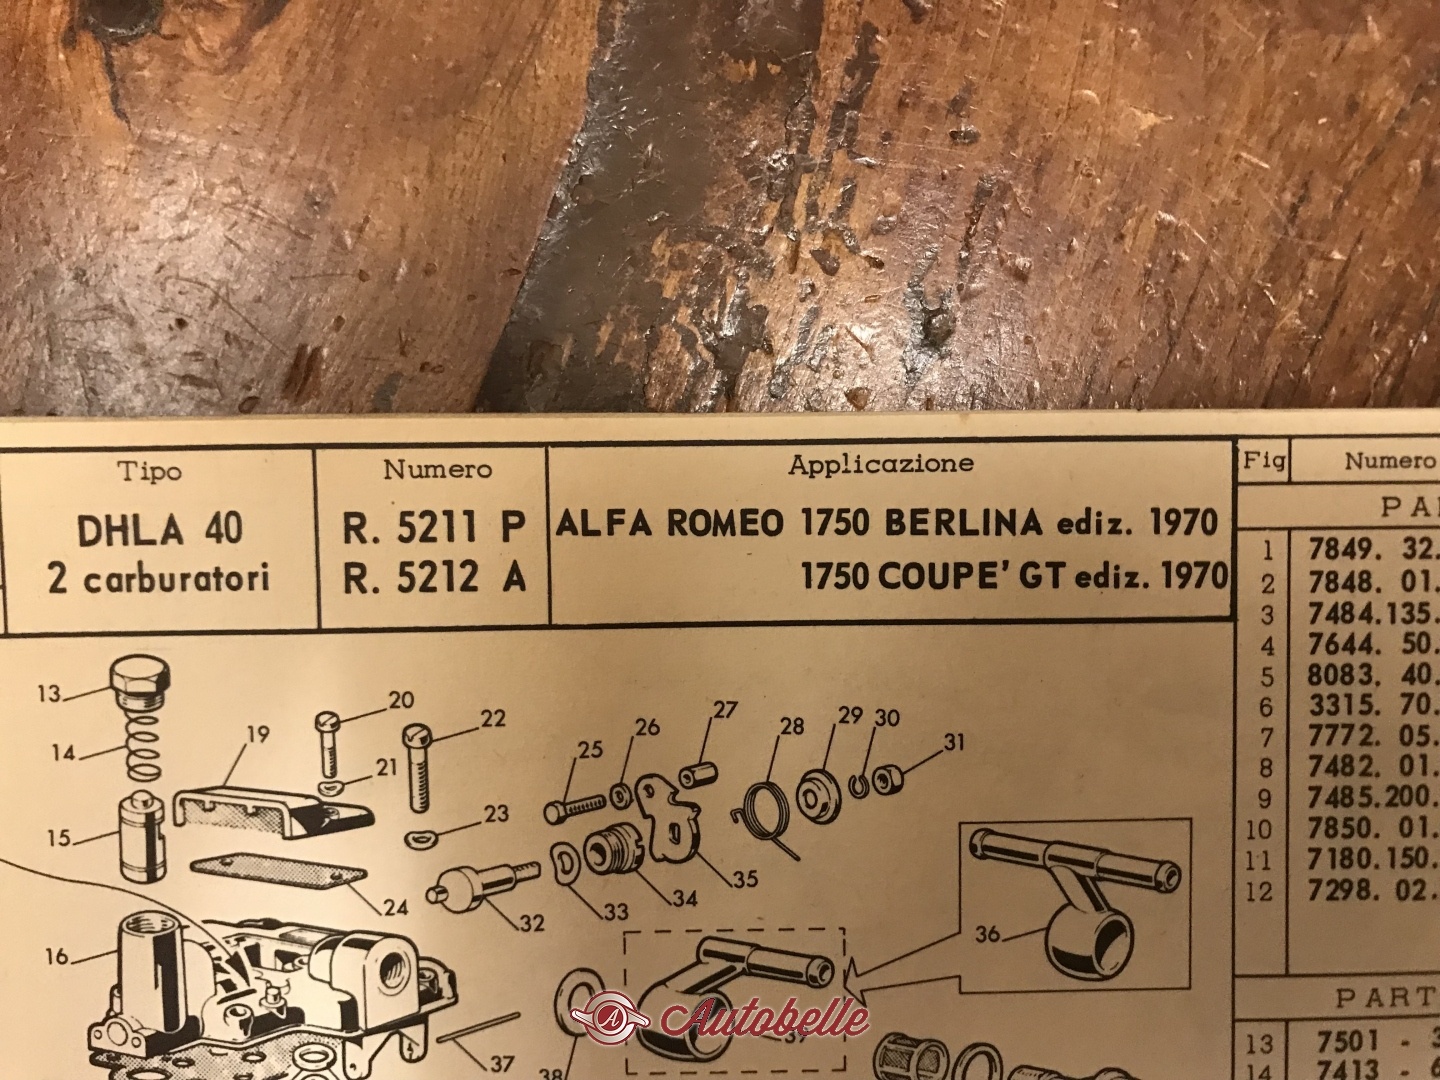 Tipo
DHLA 40
2 carburatori
Numero
R. 5211 P
R. 5212 A
Applicazione
ALFA ROMEO 1750 BERLINA ediz. 1970
1750 COUPE' GT ediz. 1970
Fig Numero
1 7849. 32.
2 7848. 01.
3 7484.135.
4 7644. 50.
5 8083. 40.
6 3315. 70.
7 7772. 05.
8 7482. 01.
9 7485.200.
10 7850. 01.
11 7180.150.
12 7298. 02.
PART
13 7501 - 3
14 7413 - 6
13
14
15
16
19
20
21
22
23
24
25
26
27
28
29
30
31
32
33
34
35
36
37
38
Autobelle